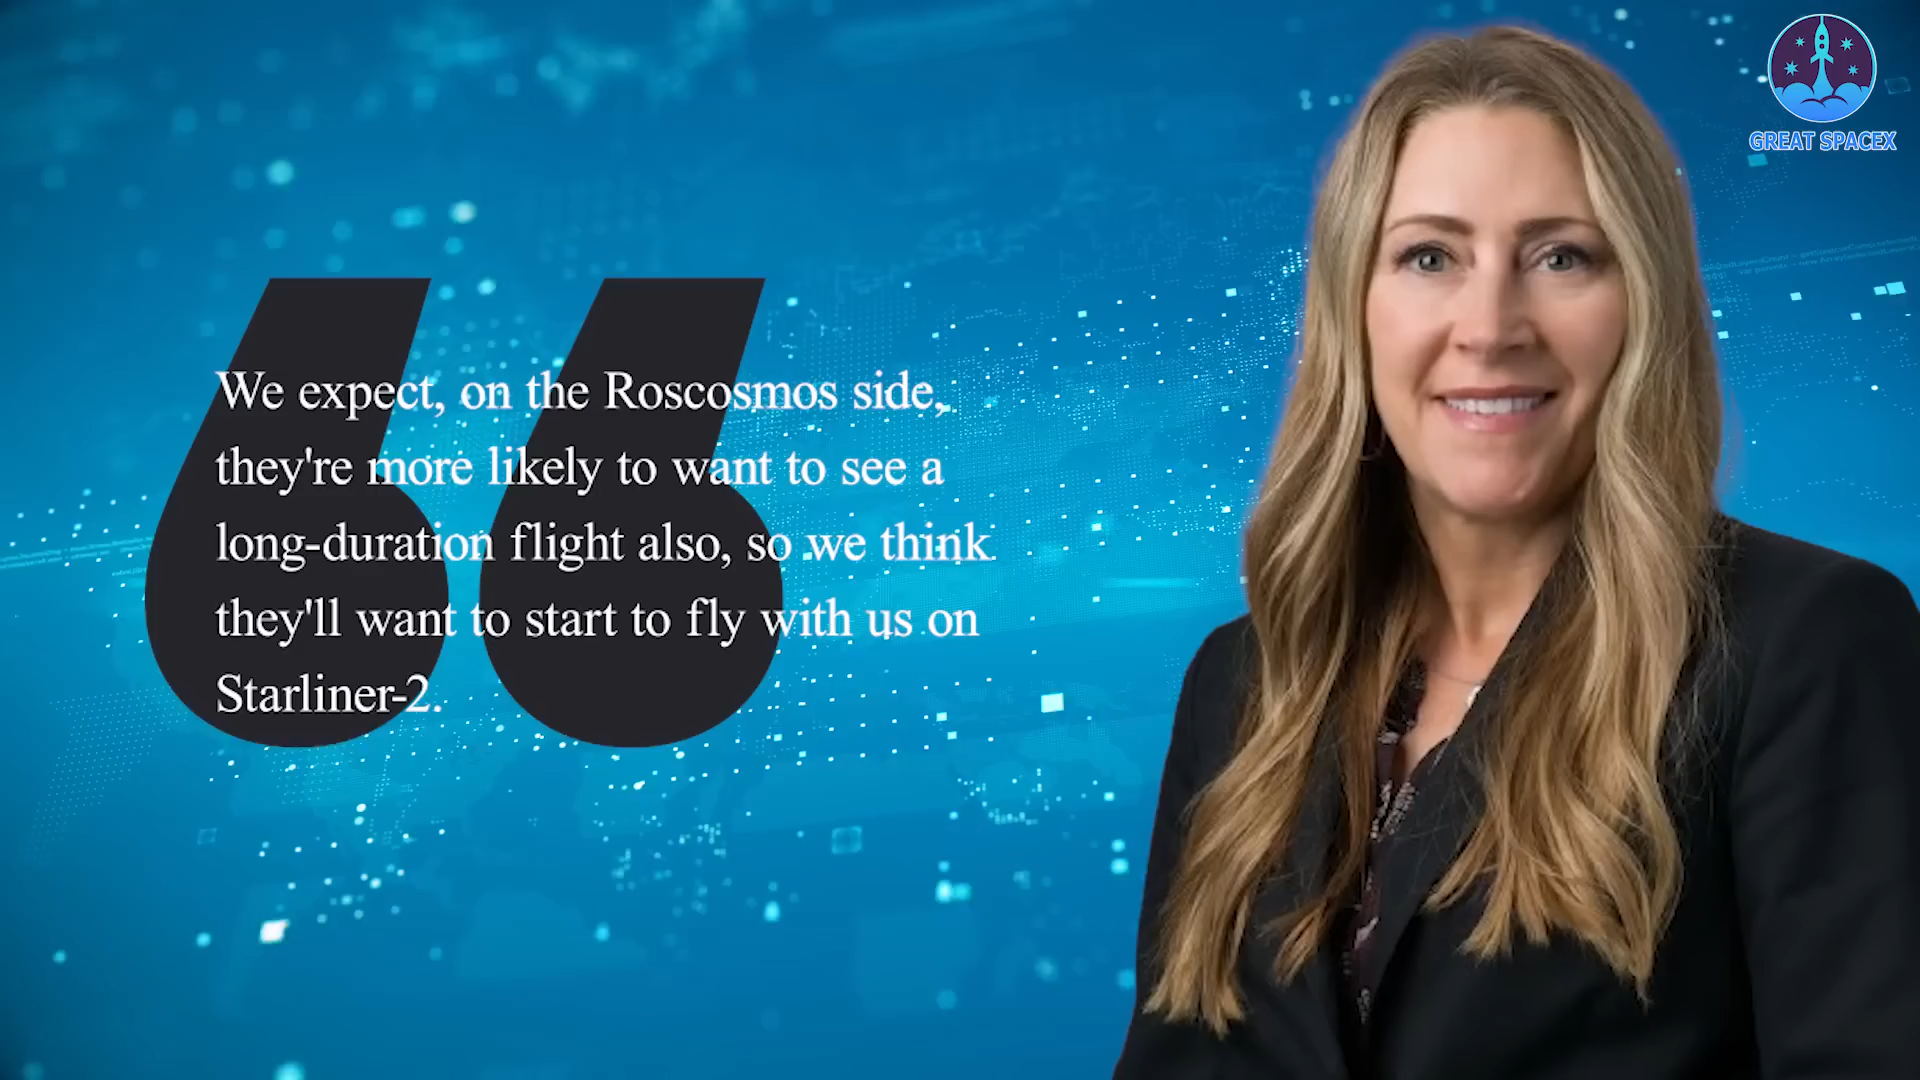 GREAT SPACEX
We expect, on the Roscosmos side,
they're more likely to want to see a
long-duration flight also, so we think
they'll want to start to fly with us on
Starliner-2.